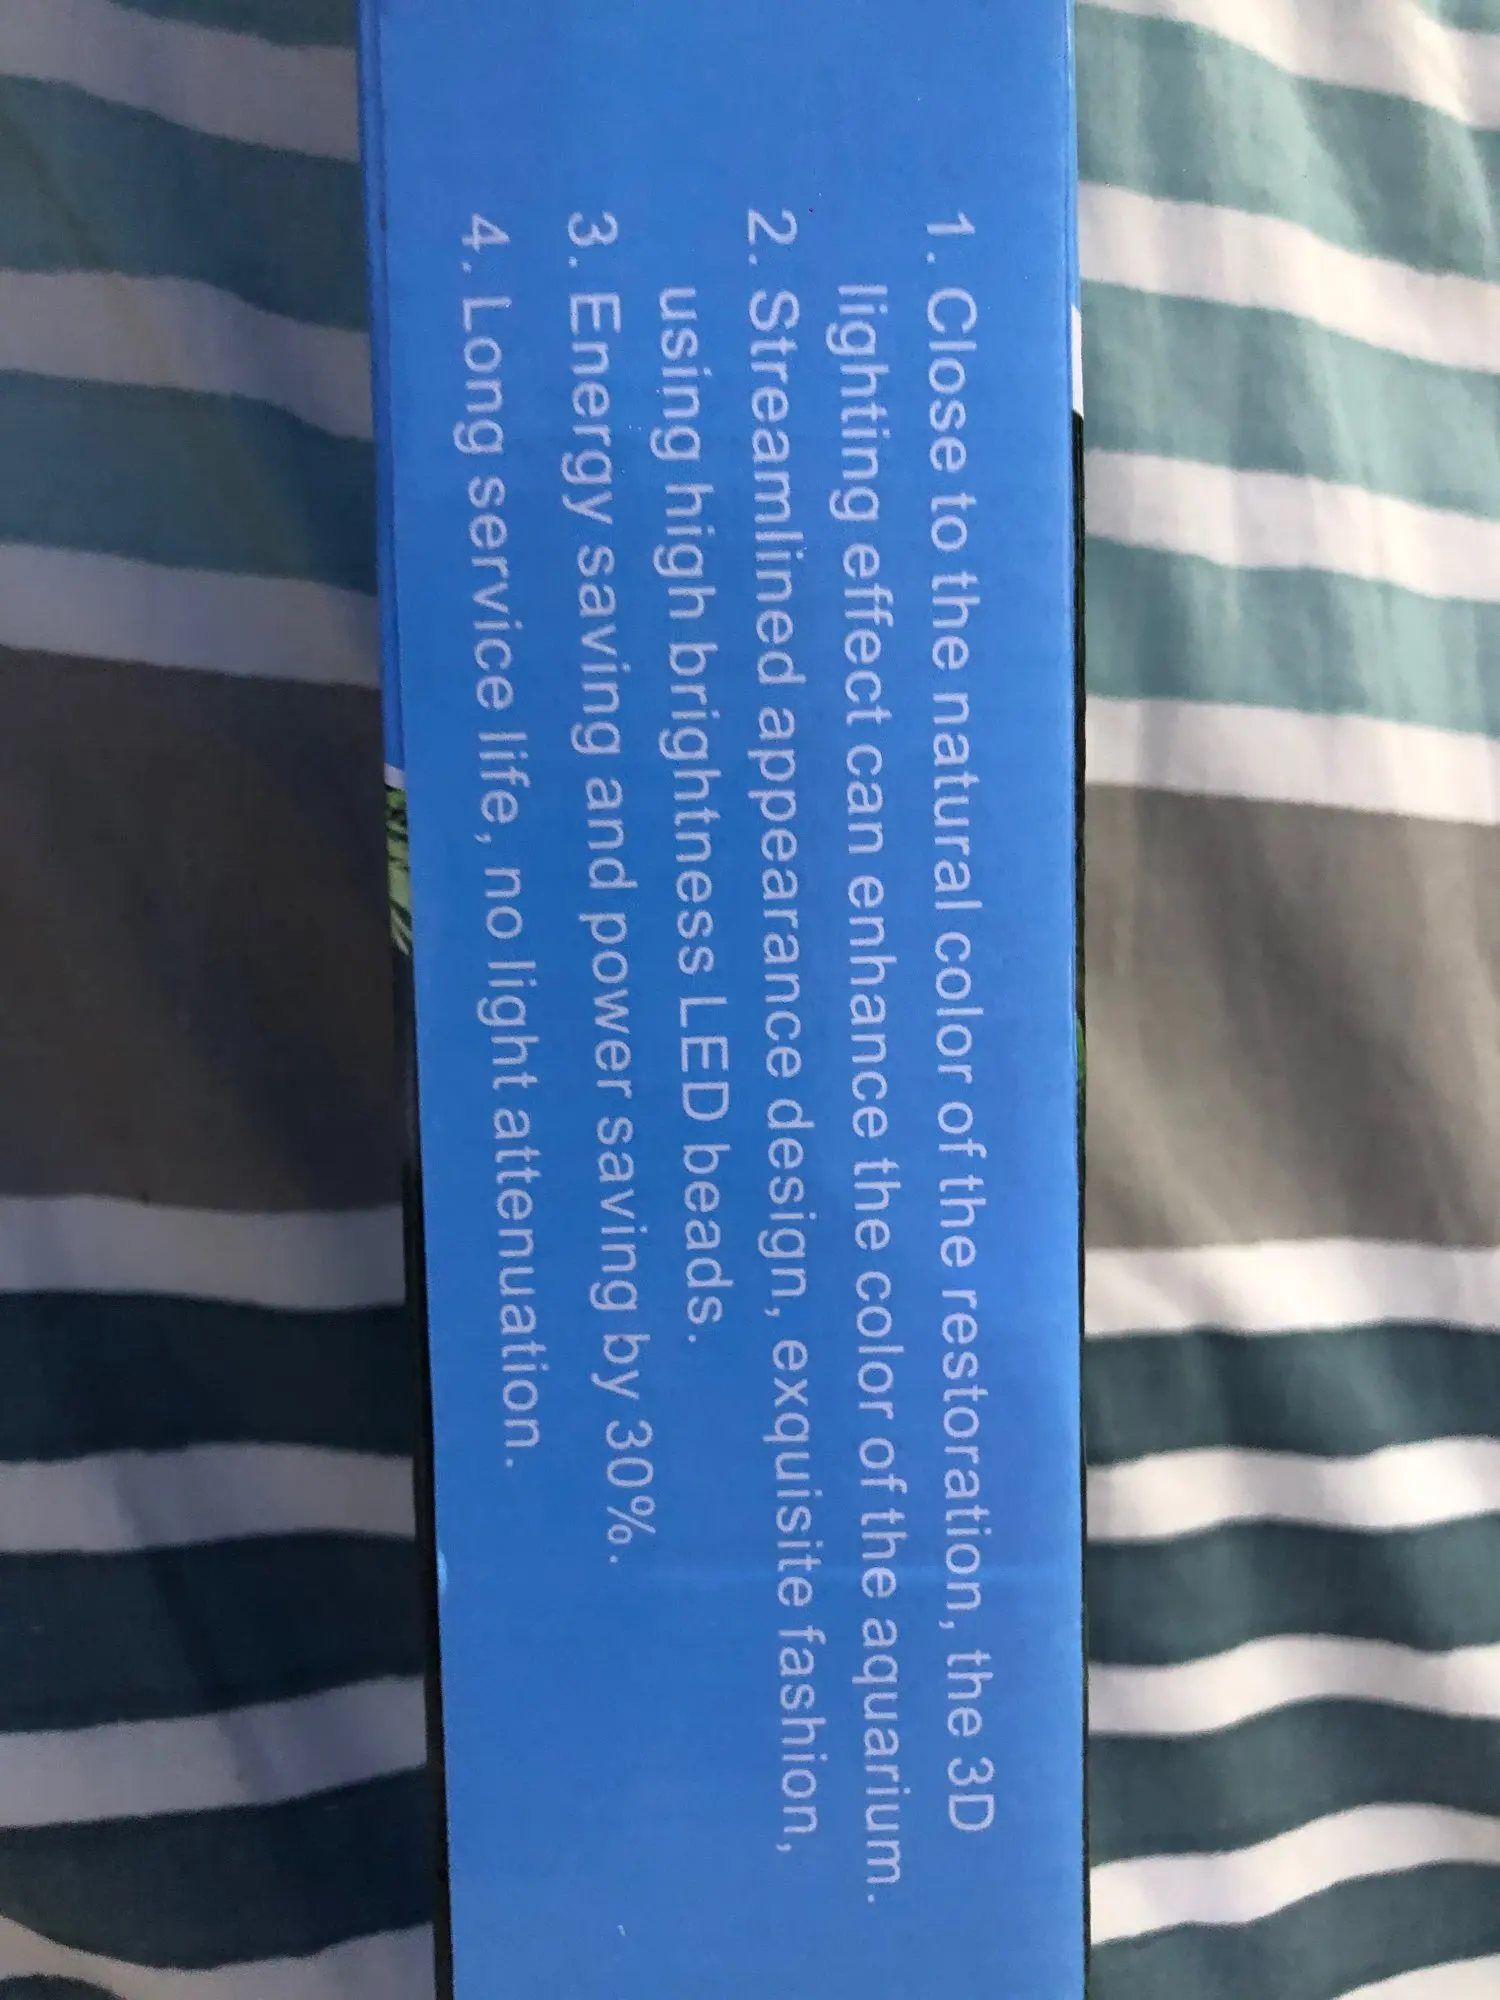 1. Close to the natural color of the restoration, the 3D
lighting effect can enhance the color of the aquarium.
2. Streamlined appearance design, exquisite fashion,
using high brightness LED beads.
3. Energy saving and power saving by 30%.
4. Long service life, no light attenuation.